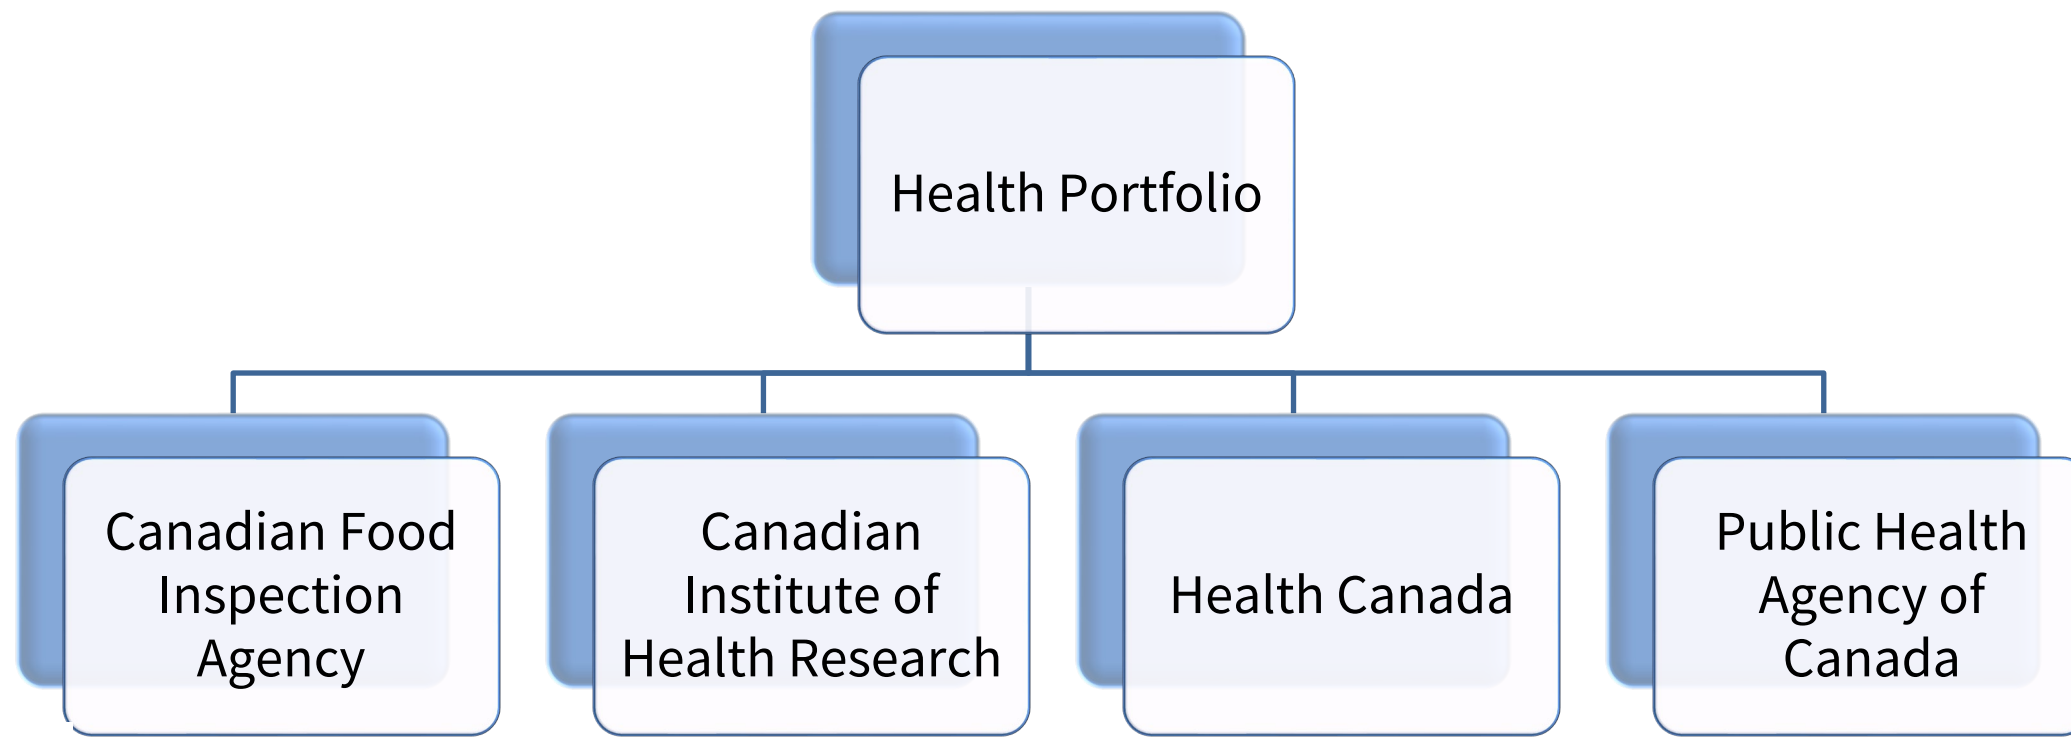 Health Portfolio
Canadian Food
Inspection
Agency
Canadian
Institute of
Health Research
Health Canada
Public Health
Agency of
Canada